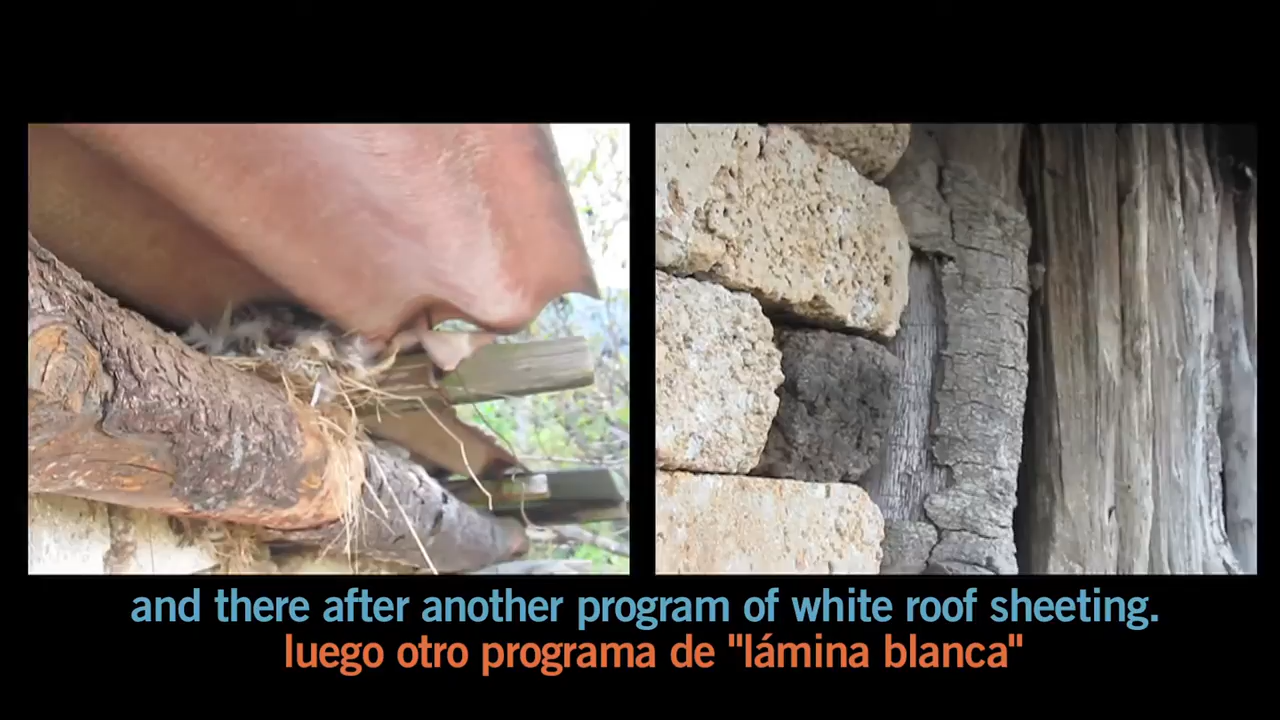 and there after another program of white roof sheeting.
luego otro programa de "lámina blanca"